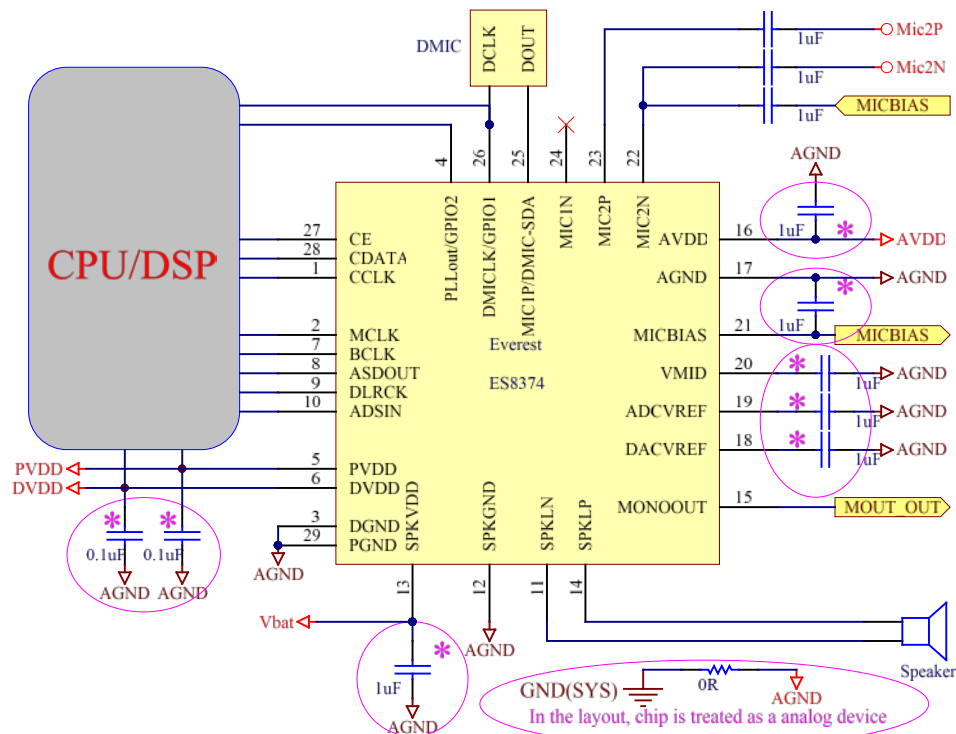 DMIC
DCLK
DOUT
1uF
Mic2P
1uF
Mic2N
1uF
MICBIAS
CPU/DSP
4
26
25
24
23
22
PLLout/GPIO2
DMICLK/GPIO1
MIC1P/DMIC-SDA
MIC1N
MIC2P
MIC2N
AGND
1uF
*
27
CE
28
CDATA
1
CCLK
2
MCLK
7
BCLK
8
ASDOUT
9
DLRCK
10
ADSIN
5
PVDD
6
DVDD
3
DGND
29
PGND
Everest
ES8374
AVDD
16
AVDD
AGND
17
AGND
*
1uF
MICBIAS
21
MICBIAS
VMID
20
*
1uF
AGND
ADCVREF
19
*
1uF
AGND
DACVREF
18
*
1uF
AGND
MONOOUT
15
MOUT_OUT
PVDD
DVDD
*
*
0.1uF
0.1uF
AGND
AGND
AGND
SPKVDD
SPKGND
SPKLN
SPKLP
13
12
11
14
Vbat
*
1uF
AGND
AGND
Speaker
GND(SYS)
0R
AGND
In the layout, chip is treated as a analog device